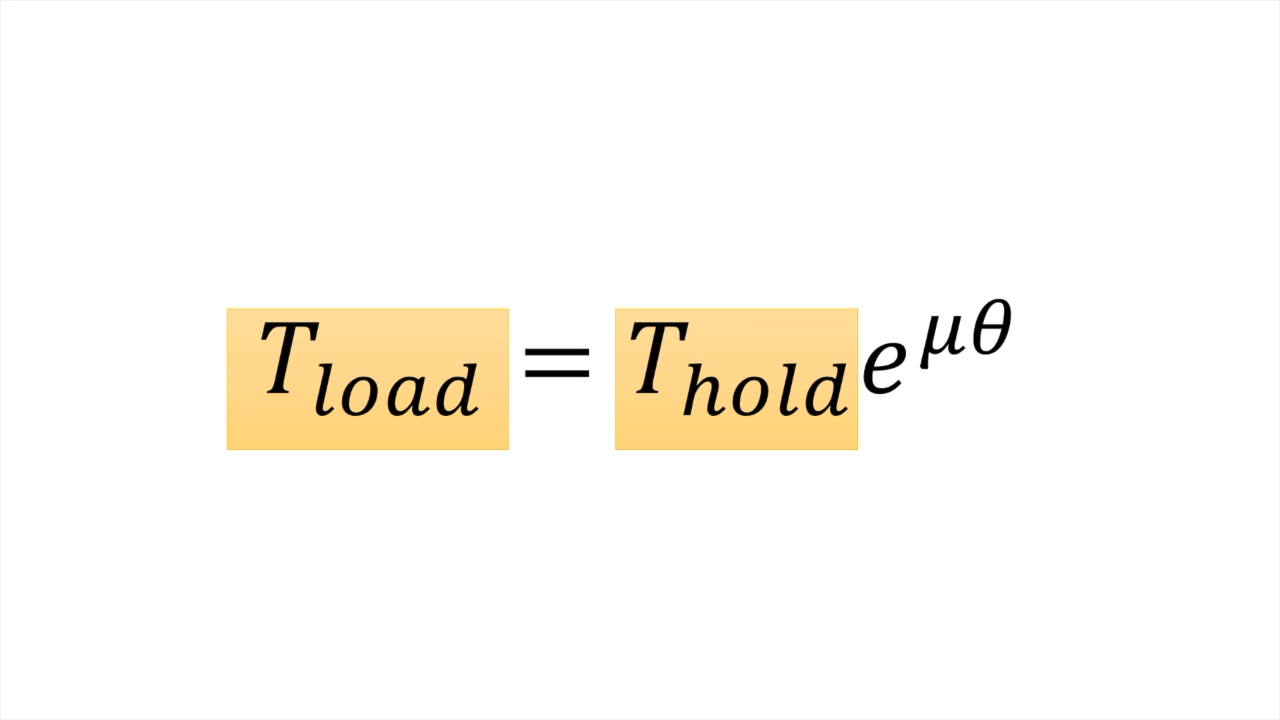 T_load = T_hold e^μθ